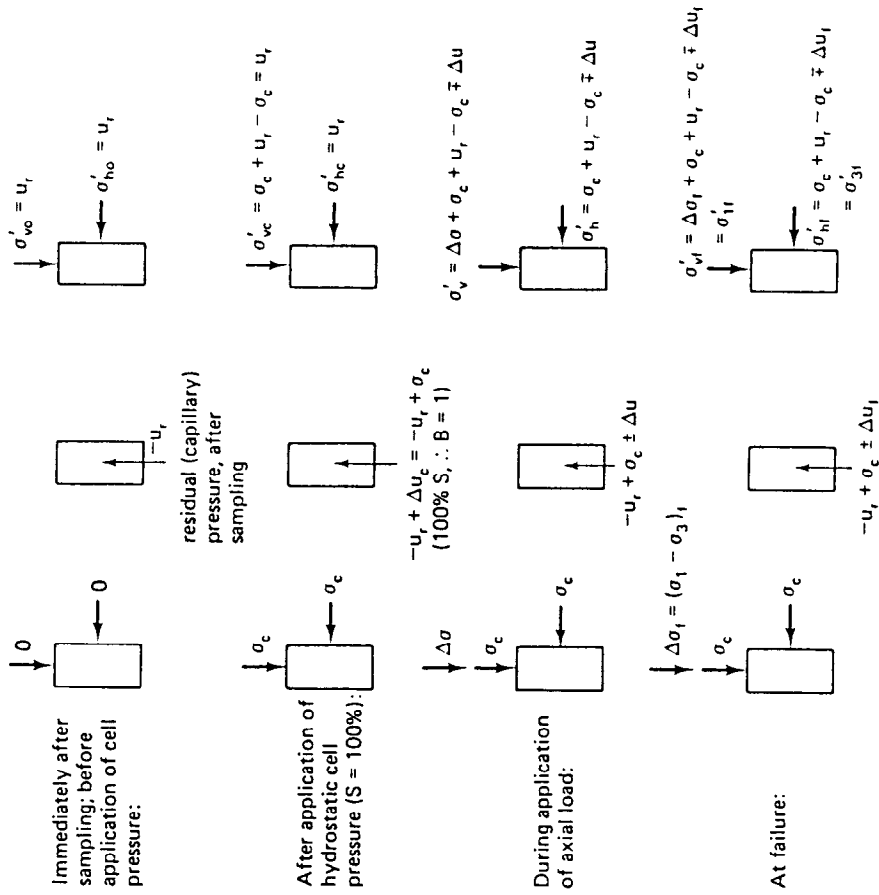 Immediately after
sampling; before
application of cell
pressure:
0
0
−u_r
residual (capillary)
pressure, after
sampling
σ′_vo = u_r
σ′_ho = u_r
After application of
hydrostatic cell
pressure (S = 100%):
σ_c
σ_c
−u_r + Δu_c = −u_r + σ_c
(100% S, ∴ B = 1)
σ′_vc = σ_c + u_r − σ_c = u_r
σ′_hc = u_r
During application
of axial load:
Δσ
σ_c
σ_c
−u_r + σ_c ± Δu
σ′_v = Δσ + σ_c + u_r − σ_c ∓ Δu
σ′_h = σ_c + u_r − σ_c ∓ Δu
At failure:
Δσ_f = (σ_1 − σ_3)_f
σ_c
σ_c
−u_r + σ_c ± Δu_f
σ′_vf = Δσ_f + σ_c + u_r − σ_c ∓ Δu_f
= σ′_1f
σ′_hf = σ_c + u_r − σ_c ∓ Δu_f
= σ′_3f